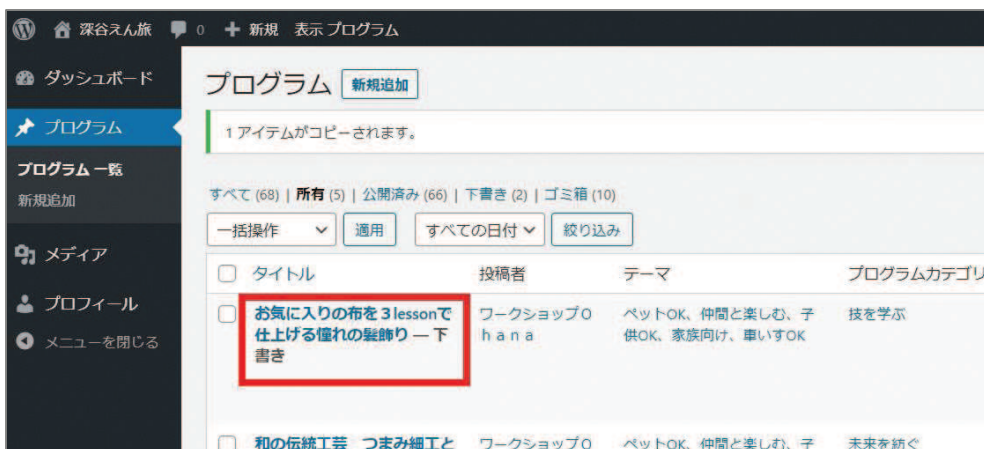 深谷えん旅 0 + 新規 表示 プログラム
ダッシュボード
プログラム
プログラム 一覧
新規追加
メディア
プロフィール
メニューを閉じる
プログラム 新規追加
1 アイテムがコピーされます。
すべて (68) | 所有 (5) | 公開済み (66) | 下書き (2) | ゴミ箱 (10)
一括操作 適用 すべての日付 絞り込み
タイトル 投稿者 テーマ プログラムカテゴリ
お気に入りの布を3lessonで ワークショップO ペットOK、仲間と楽しむ、子 技を学ぶ
仕上げる憧れの髪飾り — 下 hana 供OK、家族向け、車いすOK
書き
和の伝統工芸 つまみ細工と ワークショップO ペットOK、仲間と楽しむ、子 未来を紡ぐ